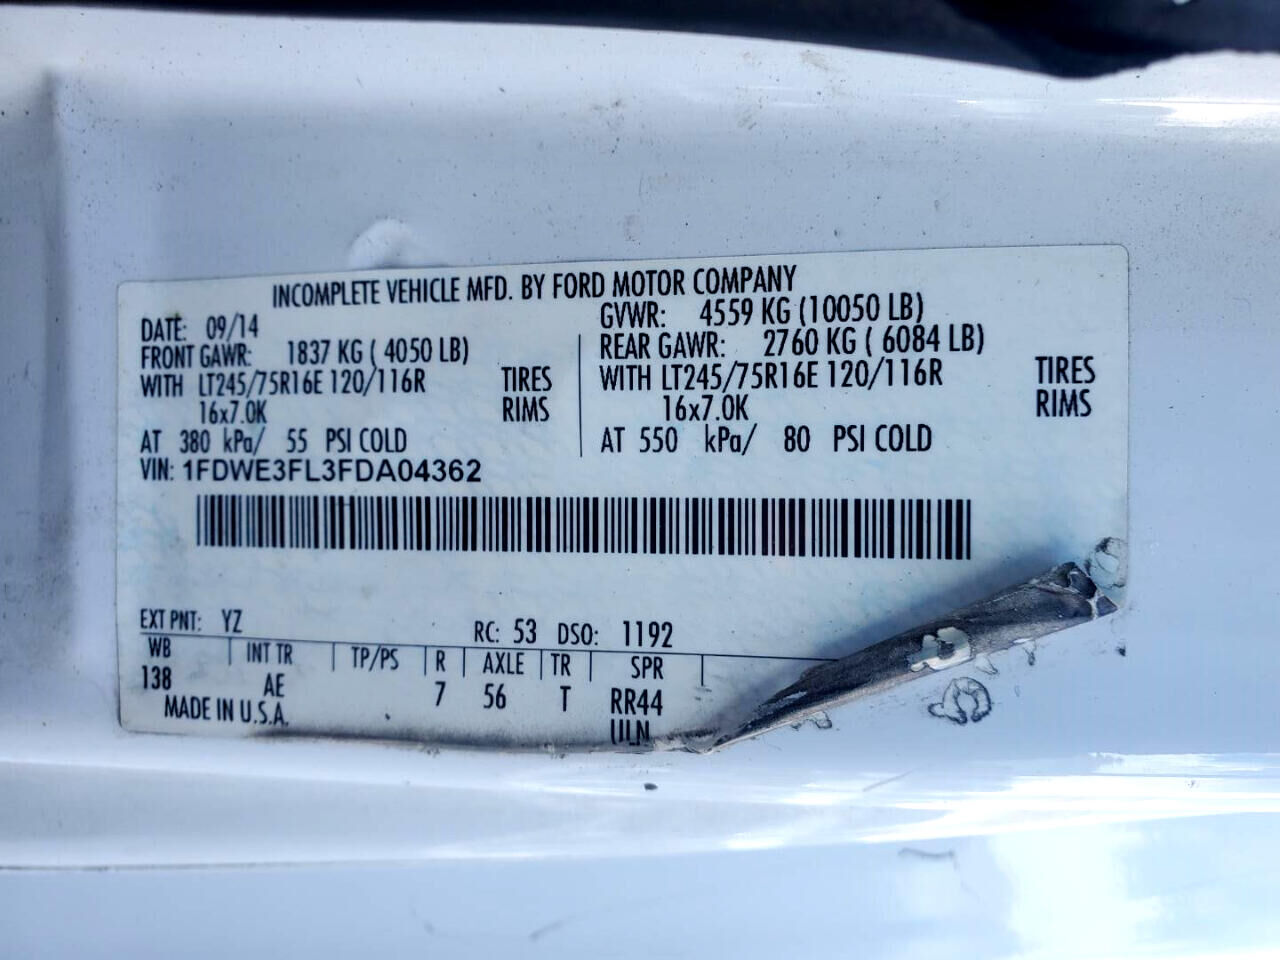 INCOMPLETE VEHICLE MFD. BY FORD MOTOR COMPANY
DATE: 09/14 GVWR: 4559 KG (10050 LB)
FRONT GAWR: 1837 KG ( 4050 LB) REAR GAWR: 2760 KG ( 6084 LB)
WITH LT245/75R16E 120/116R TIRES WITH LT245/75R16E 120/116R TIRES
16x7.0K RIMS 16x7.0K RIMS
AT 380 kPa/ 55 PSI COLD AT 550 kPa/ 80 PSI COLD
VIN: 1FDWE3FL3FDA04362
EXT PNT: YZ RC: 53 DSO: 1192
WB INT TR TP/PS R AXLE TR SPR
138 AE 7 56 T RR44
MADE IN U.S.A. ULN